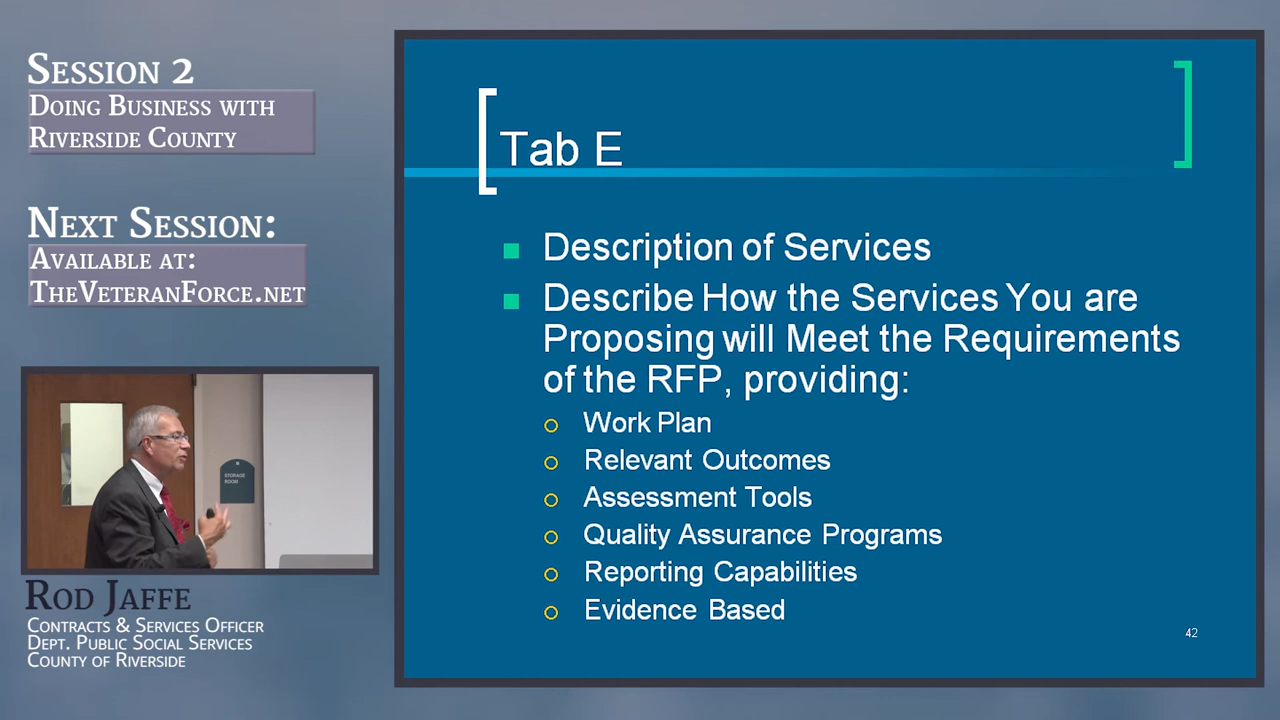 Session 2
Doing Business with
Riverside County
Next Session:
Available at:
TheVeteranForce.net
STORAGE
ROOM
Rod Jaffe
Contracts & Services Officer
Dept. Public Social Services
County of Riverside
Tab E
Description of Services
Describe How the Services You are
Proposing will Meet the Requirements
of the RFP, providing:
Work Plan
Relevant Outcomes
Assessment Tools
Quality Assurance Programs
Reporting Capabilities
Evidence Based
42